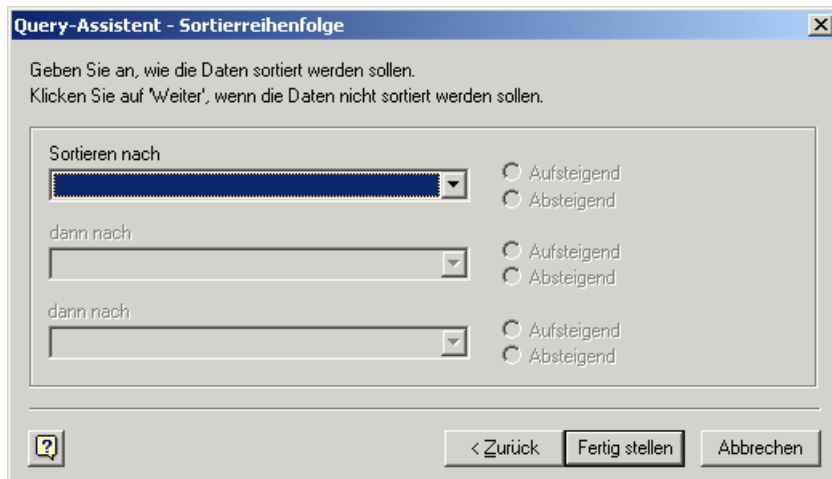 Query-Assistent - Sortierreihenfolge
Geben Sie an, wie die Daten sortiert werden sollen.
Klicken Sie auf 'Weiter', wenn die Daten nicht sortiert werden sollen.
Sortieren nach
Aufsteigend
Absteigend
dann nach
Aufsteigend
Absteigend
dann nach
Aufsteigend
Absteigend
< Zurück
Fertig stellen
Abbrechen